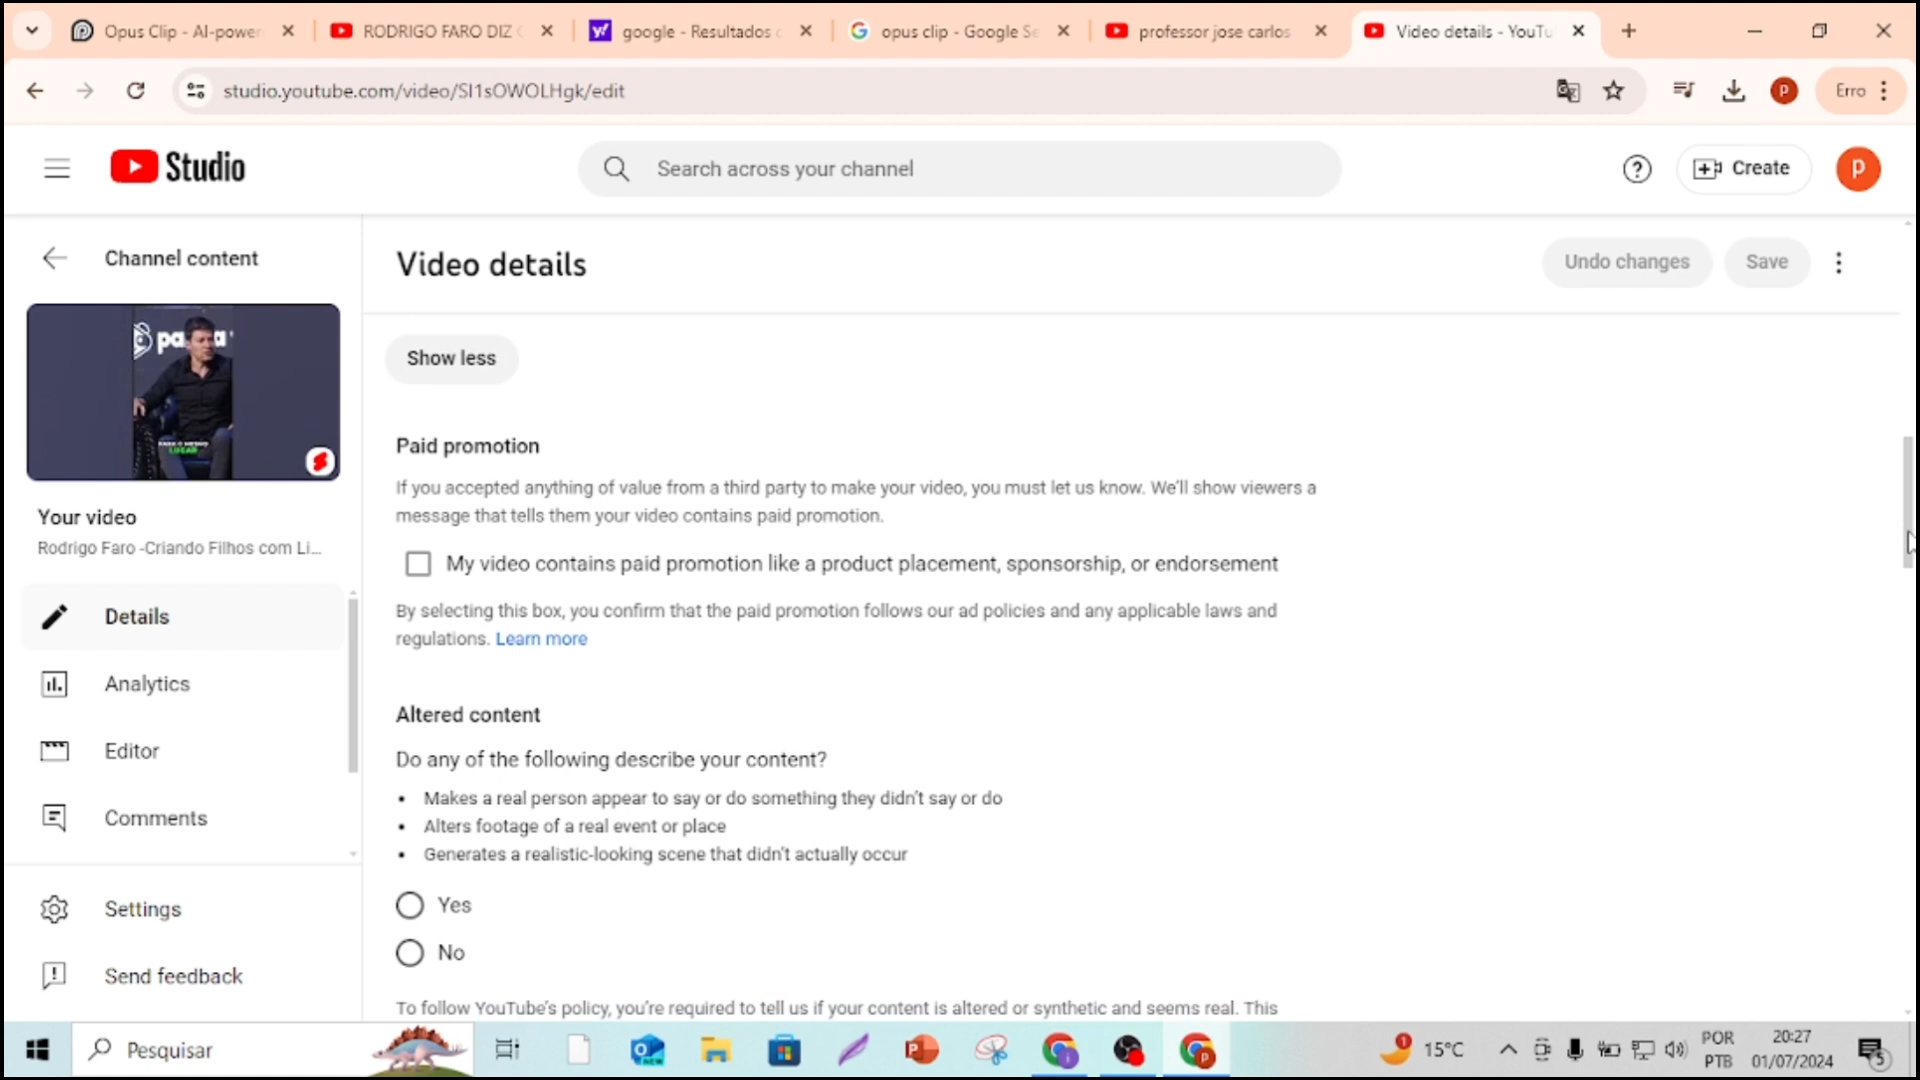 Opus Clip - AI-power
RODRIGO FARO DIZ
google - Resultados
opus clip - Google Se
professor jose carlos
Video details - YouTu
studio.youtube.com/video/SI1sOWOLHgk/edit
Erro
Studio
Search across your channel
Create
p
Channel content
Video details
Undo changes
Save
Show less
LUGAR
Your video
Rodrigo Faro -Criando Filhos com Li...
Paid promotion
If you accepted anything of value from a third party to make your video, you must let us know. We'll show viewers a
message that tells them your video contains paid promotion.
My video contains paid promotion like a product placement, sponsorship, or endorsement
By selecting this box, you confirm that the paid promotion follows our ad policies and any applicable laws and
regulations. Learn more
Details
Analytics
Editor
Comments
Settings
Send feedback
Altered content
Do any of the following describe your content?
• Makes a real person appear to say or do something they didn't say or do
• Alters footage of a real event or place
• Generates a realistic-looking scene that didn't actually occur
Yes
No
To follow YouTube's policy, you're required to tell us if your content is altered or synthetic and seems real. This
Pesquisar
15°C
POR
PTB
20:27
01/07/2024
5